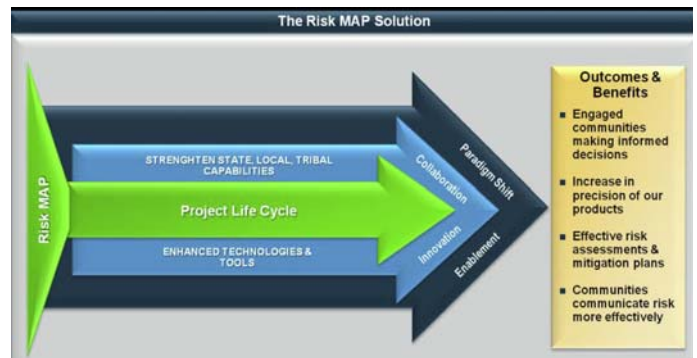 The Risk MAP Solution
Risk MAP
STRENGHTEN STATE, LOCAL, TRIBAL
CAPABILITIES
Project Life Cycle
ENHANCED TECHNOLOGIES &
TOOLS
Collaboration
Innovation
Paradigm Shift
Enablement
Outcomes &
Benefits
▪ Engaged
communities
making informed
decisions
▪ Increase in
precision of our
products
▪ Effective risk
assessments &
mitigation plans
▪ Communities
communicate risk
more effectively